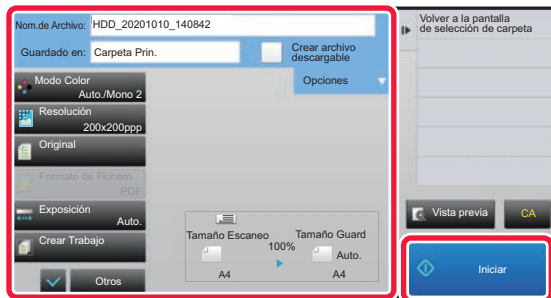 Nom.de Archivo: HDD_20201010_140842
Guardado en: Carpeta Prin.
Crear archivo
descargable
Opciones
Modo Color
Auto./Mono 2
Resolución
200x200ppp
Original
Formato de Fichero
PDF
Exposición
Auto.
Crear Trabajo
Otros
Tamaño Escaneo
100%
Tamaño Guard
Auto.
A4
A4
Volver a la pantalla
de selección de carpeta
Vista previa
CA
Iniciar